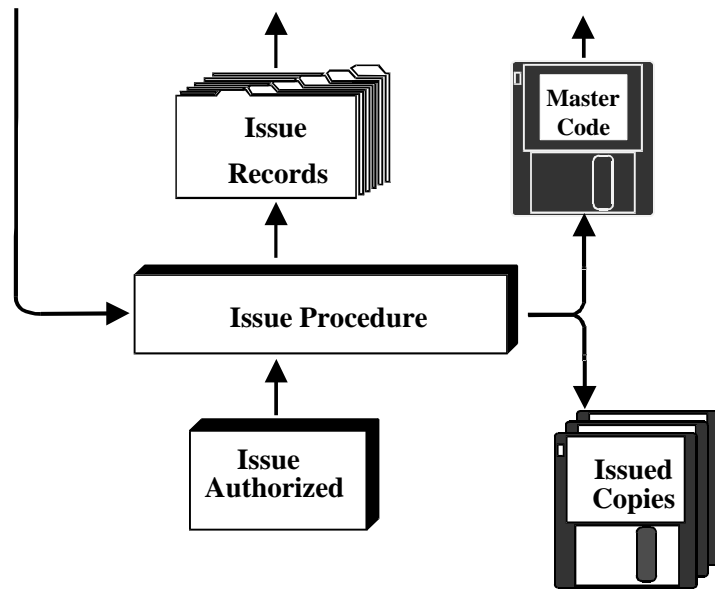 Issue
Records
Master
Code
Issue Procedure
Issue
Authorized
Issued
Copies